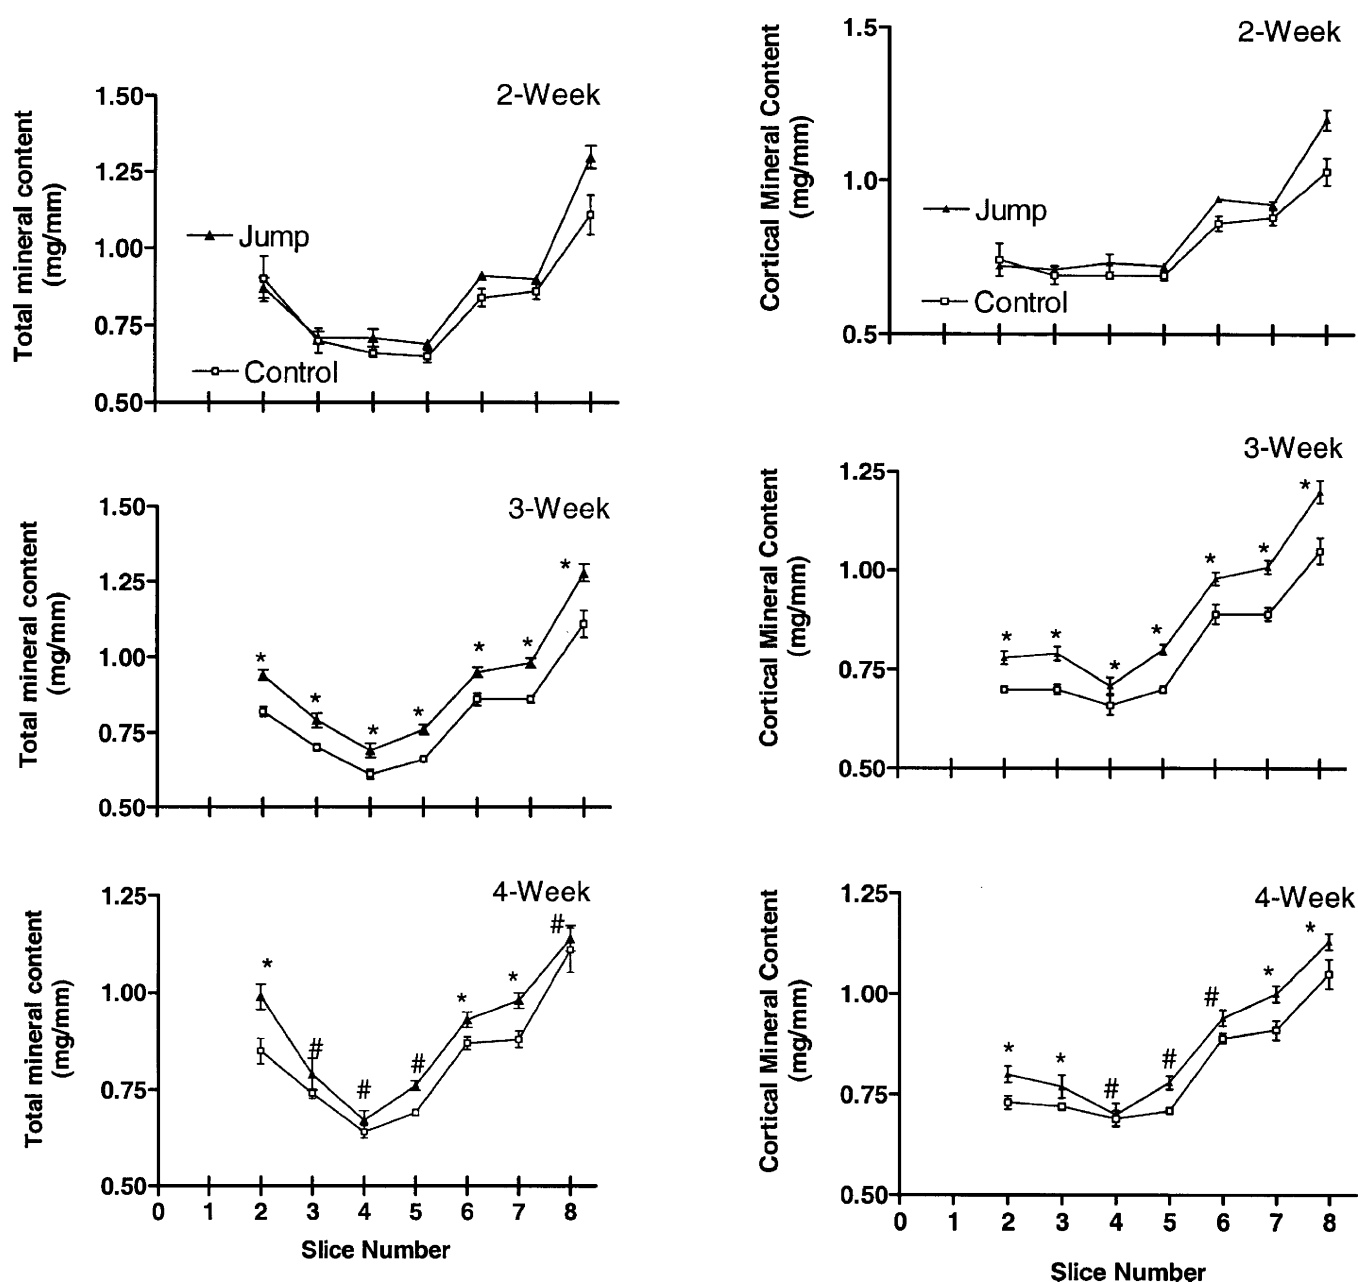 2-Week
1.50
1.25
1.00
0.75
0.50
Total mineral content
(mg/mm)
Jump
Control
2-Week
1.5
1.0
0.5
Cortical Mineral Content
(mg/mm)
Jump
Control
3-Week
1.50
1.25
1.00
0.75
0.50
Total mineral content
(mg/mm)
* * * * * * *
3-Week
1.25
1.00
0.75
0.50
Cortical Mineral Content
(mg/mm)
* * * * * * *
4-Week
1.25
1.00
0.75
0.50
Total mineral content
(mg/mm)
* # # # * * #
0 1 2 3 4 5 6 7 8
Slice Number
4-Week
1.25
1.00
0.75
0.50
Cortical Mineral Content
(mg/mm)
* * # # # * *
0 1 2 3 4 5 6 7 8
Slice Number